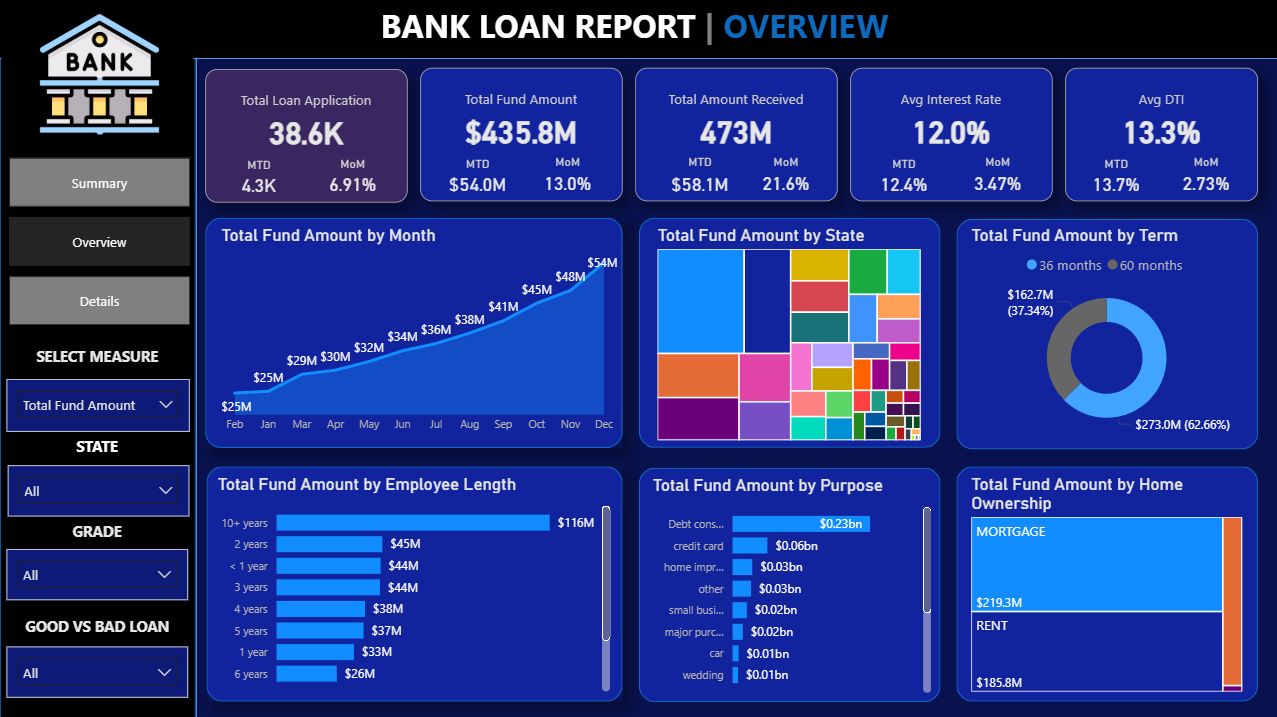 BANK LOAN REPORT | OVERVIEW
BANK
Summary
Overview
Details
SELECT MEASURE
Total Fund Amount
STATE
All
GRADE
All
GOOD VS BAD LOAN
All
Total Loan Application
38.6K
MTD MoM
4.3K 6.91%
Total Fund Amount
$435.8M
MTD MoM
$54.0M 13.0%
Total Amount Received
473M
MTD MoM
$58.1M 21.6%
Avg Interest Rate
12.0%
MTD MoM
12.4% 3.47%
Avg DTI
13.3%
MTD MoM
13.7% 2.73%
Total Fund Amount by Month
$25M $25M $29M $30M $32M $34M $36M $38M $41M $45M $48M $54M
Feb Jan Mar Apr May Jun Jul Aug Sep Oct Nov Dec
Total Fund Amount by State
Total Fund Amount by Term
36 months 60 months
$162.7M
(37.34%)
$273.0M (62.66%)
Total Fund Amount by Employee Length
10+ years $116M
2 years $45M
< 1 year $44M
3 years $44M
4 years $38M
5 years $37M
1 year $33M
6 years $26M
Total Fund Amount by Purpose
Debt cons... $0.23bn
credit card $0.06bn
home impr... $0.03bn
other $0.03bn
small busi... $0.02bn
major purc... $0.02bn
car $0.01bn
wedding $0.01bn
Total Fund Amount by Home
Ownership
MORTGAGE
$219.3M
RENT
$185.8M